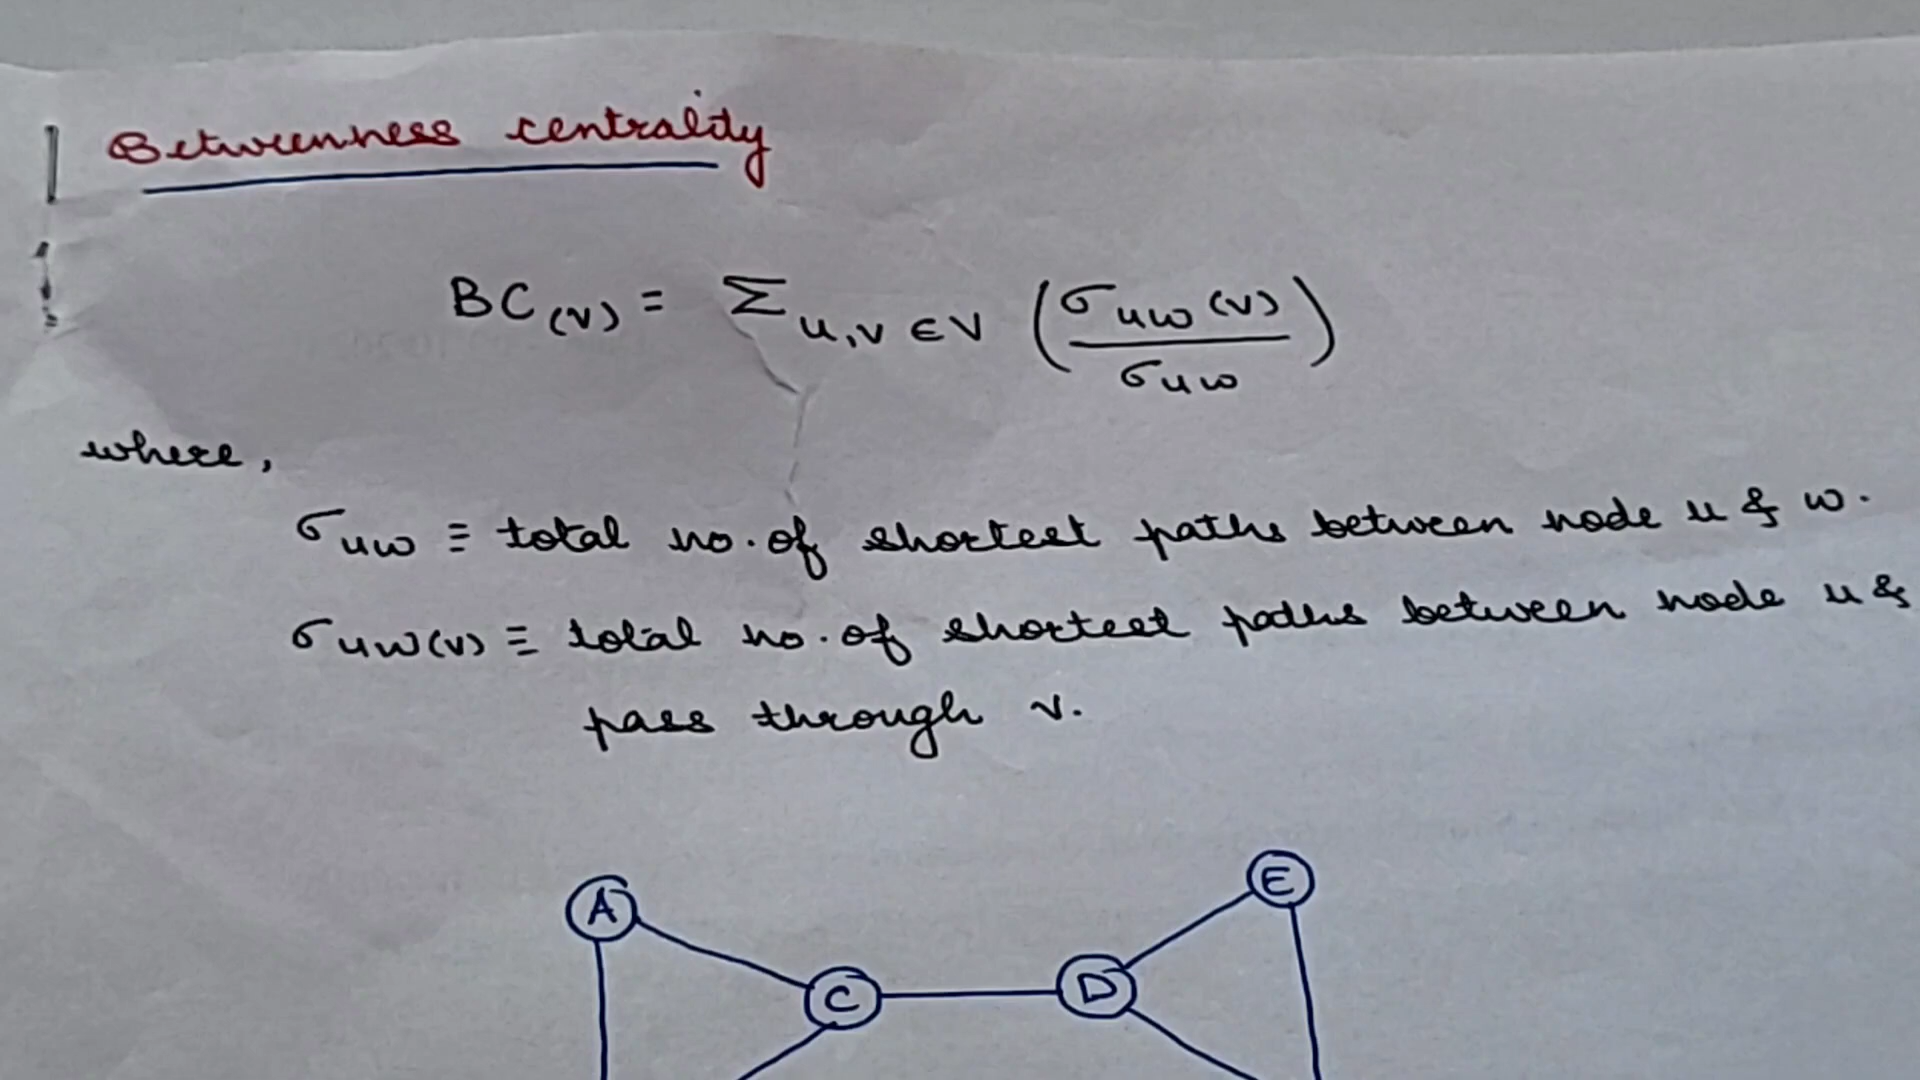 Betweenness centrality
BC(v) = Σ u,v ∈ V (σuw(v) / σuw)
where,
σuw ≡ total no. of shortest paths between node u & w.
σuw(v) ≡ total no. of shortest paths between node u &
pass through v.
A
E
C
D